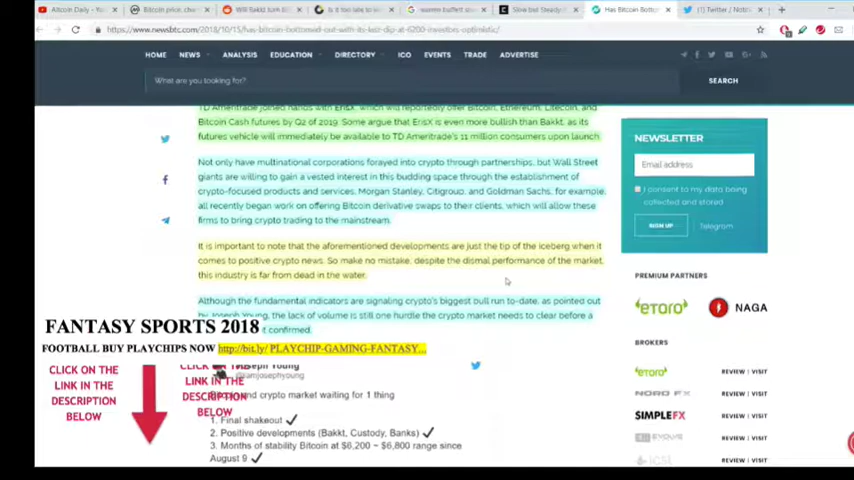 Altcoin Daily - Yo
Bitcoin price, ch
Reddit: Will Bakkt turn Bit
Is it too late to
warren buffett s
Slow but Steady
Has Bitcoin Bottom
(1) Twitter / Notifi
https://www.newsbtc.com/2018/10/15/has-bitcoin-bottomed-out-with-its-last-dip-at-6200-investors-optimistic/
HOME NEWS ANALYSIS EDUCATION DIRECTORY ICO EVENTS TRADE ADVERTISE
What are you looking for?
SEARCH
TD Ameritrade joined hands with ErisX, which will reportedly offer Bitcoin, Ethereum, Litecoin, and
Bitcoin Cash futures by Q2 of 2019. Some argue that ErisX is even more bullish than Bakkt, as its
futures vehicle will immediately be available to TD Ameritrade's 11 million consumers upon launch.
Not only have multinational corporations forayed into crypto through partnerships, but Wall Street
giants are willing to gain a vested interest in this budding space through the establishment of
crypto-focused products and services. Morgan Stanley, Citigroup, and Goldman Sachs, for example,
all recently began work on offering Bitcoin derivative swaps to their clients, which will allow these
firms to bring crypto trading to the mainstream.
It is important to note that the aforementioned developments are just the tip of the iceberg when it
comes to positive crypto news. So make no mistake, despite the dismal performance of the market,
this industry is far from dead in the water.
Although the fundamental indicators are signaling crypto's biggest bull run to-date, as pointed out
by Joseph Young, the lack of volume is still one hurdle the crypto market needs to clear before a
confirmed.
NEWSLETTER
Email address
I consent to my data being
collected and stored
SIGN UP
Telegram
PREMIUM PARTNERS
etoro
NAGA
BROKERS
etoro REVIEW | VISIT
NORD FX REVIEW | VISIT
SIMPLEFX REVIEW | VISIT
EVOLVE REVIEW | VISIT
REVIEW | VISIT
FANTASY SPORTS 2018
FOOTBALL BUY PLAYCHIPS NOW http://bit.ly/ PLAYCHIP-GAMING-FANTASY...
CLICK ON THE
LINK IN THE
DESCRIPTION
BELOW
CLICK ON THE
LINK IN THE
DESCRIPTION
BELOW
Joseph Young
@iamjosephyoung
and crypto market waiting for 1 thing
1. Final shakeout ✓
2. Positive developments (Bakkt, Custody, Banks) ✓
3. Months of stability Bitcoin at $6,200 ~ $6,800 range since
August 9 ✓